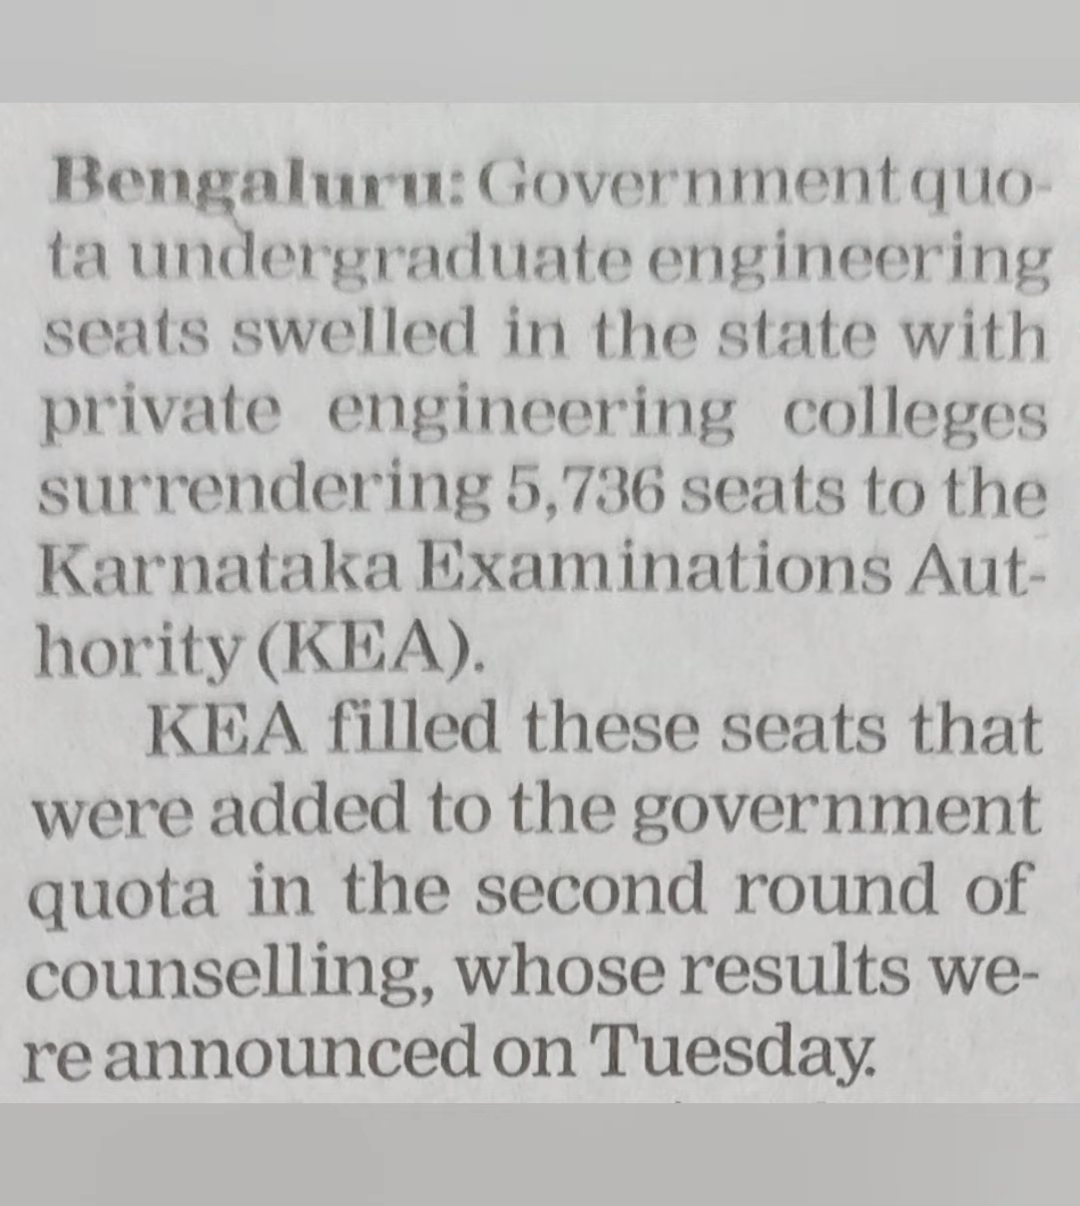 Bengaluru: Government quo-
ta undergraduate engineering
seats swelled in the state with
private engineering colleges
surrendering 5,736 seats to the
Karnataka Examinations Aut-
hority (KEA).
KEA filled these seats that
were added to the government
quota in the second round of
counselling, whose results we-
re announced on Tuesday.